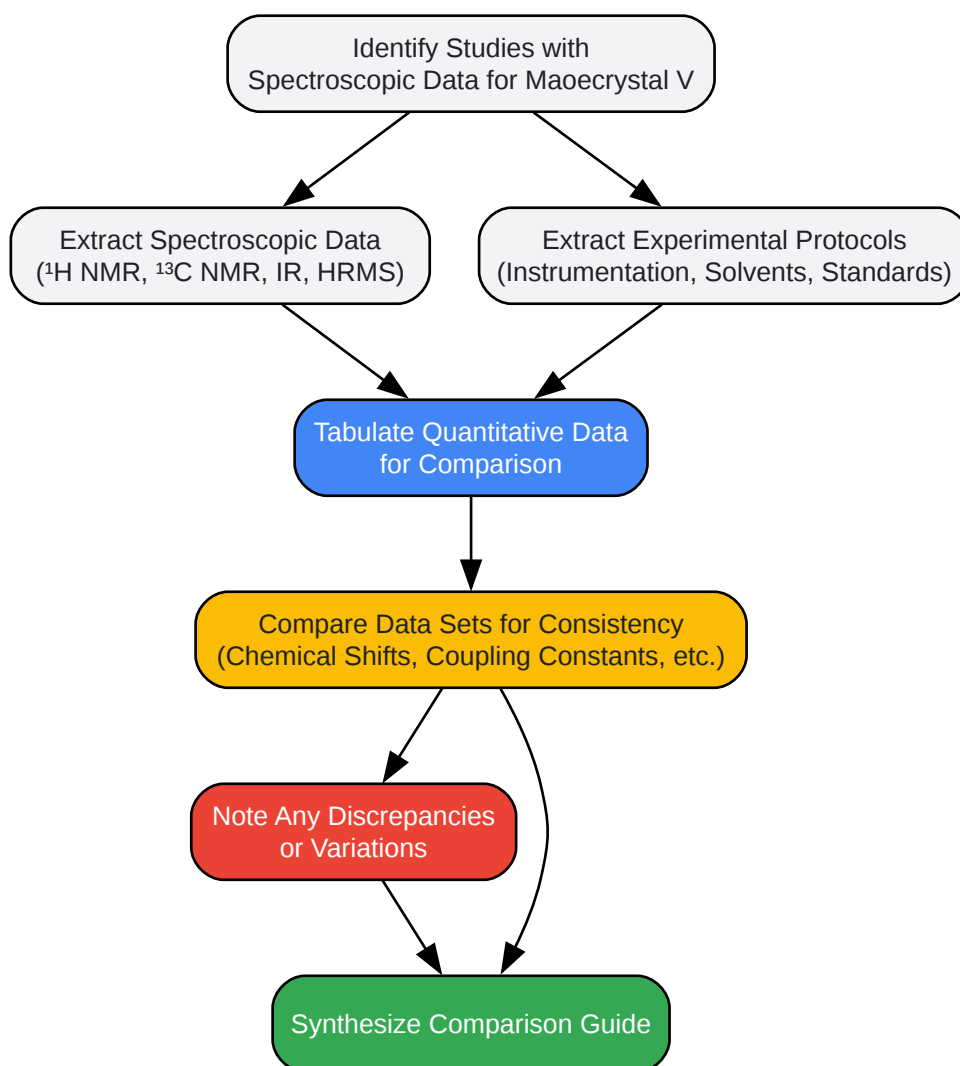 Identify Studies with
Spectroscopic Data for Maoecrystal V
Extract Spectroscopic Data
(¹H NMR, ¹³C NMR, IR, HRMS)
Extract Experimental Protocols
(Instrumentation, Solvents, Standards)
Tabulate Quantitative Data
for Comparison
Compare Data Sets for Consistency
(Chemical Shifts, Coupling Constants, etc.)
Note Any Discrepancies
or Variations
Synthesize Comparison Guide